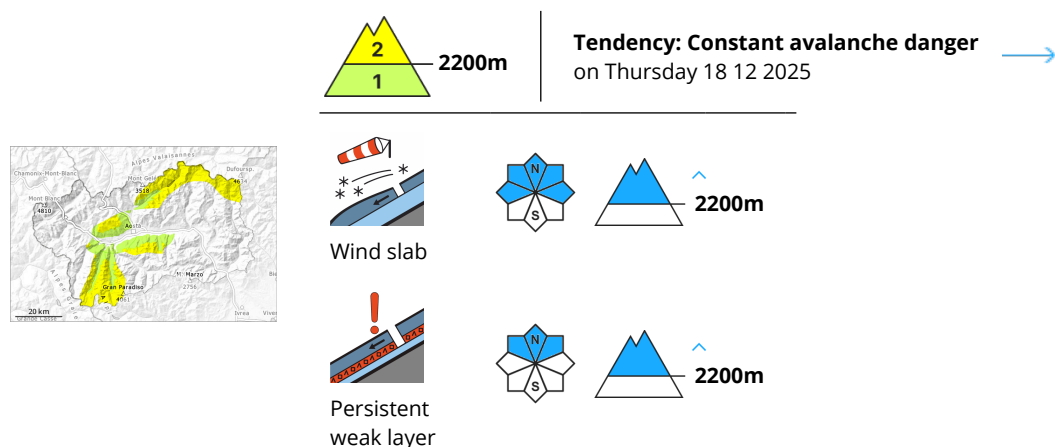 2
1
2200m
Tendency: Constant avalanche danger
on Thursday 18 12 2025
N
S
2200m
Wind slab
N
S
2200m
Persistent
weak layer
Alpes Valaisannes
Chamonix-Mont-Blanc
Mont Gelé
3518
Dufoursp.
Mont Blanc
4810
Aosta
M. Marzo
2756
Gran Paradiso
4061
20 km
Ivrea